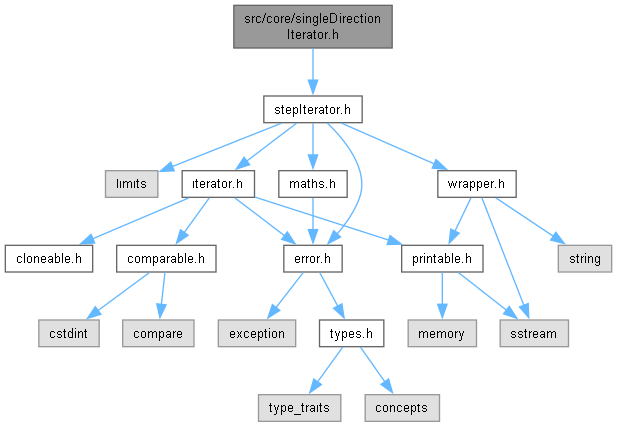 src/core/singleDirection
Iterator.h
stepIterator.h
limits
iterator.h
maths.h
wrapper.h
cloneable.h
comparable.h
error.h
printable.h
string
cstdint
compare
exception
types.h
memory
sstream
type_traits
concepts